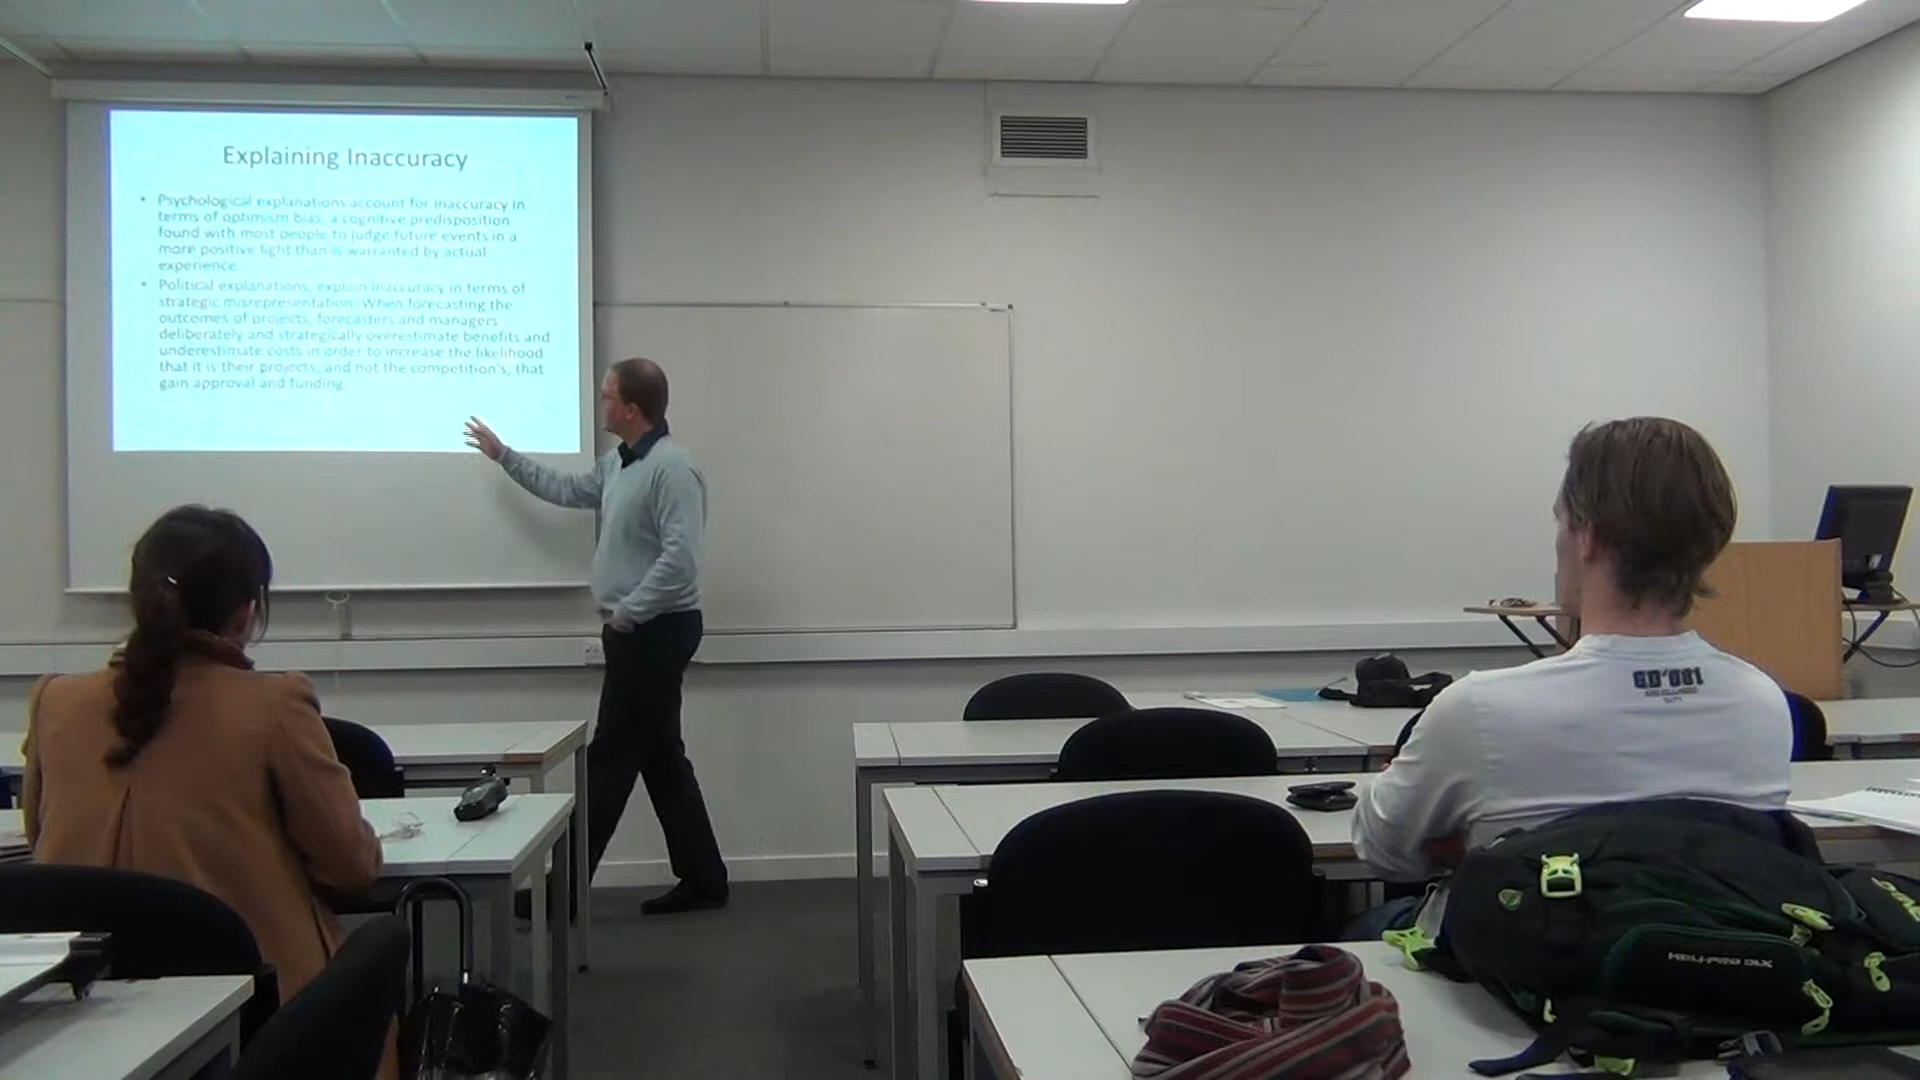 Explaining Inaccuracy
• Psychological explanations account for inaccuracy in
terms of optimism bias, a cognitive predisposition
found with most people to judge future events in a
more positive light than is warranted by actual
experience.
• Political explanations, explain inaccuracy in terms of
strategic misrepresentation. When forecasting the
outcomes of projects, forecasters and managers
deliberately and strategically overestimate benefits and
underestimate costs in order to increase the likelihood
that it is their projects, and not the competition's, that
gain approval and funding.